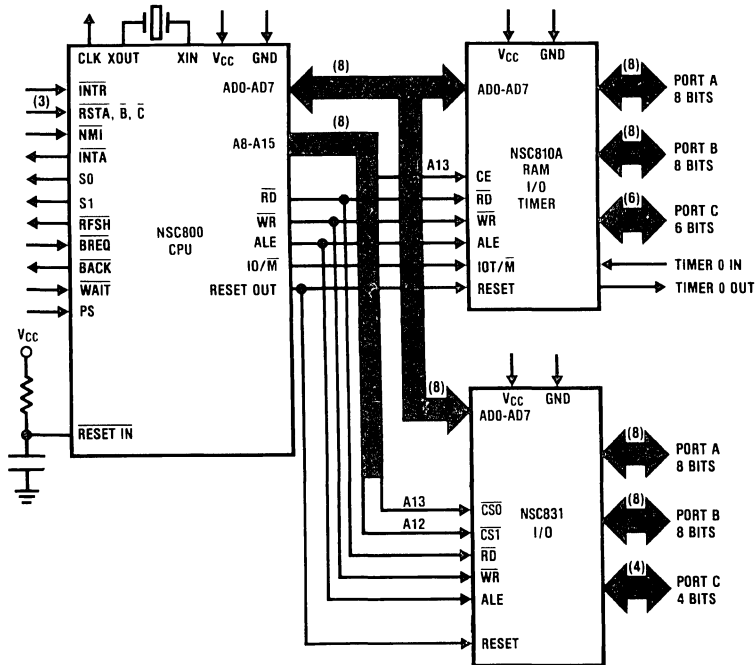 CLK XOUT XIN VCC GND
INTR
(3)
RSTA, B, C
NMI
INTA
S0
S1
RFSH
BREQ
BACK
WAIT
PS
VCC
RESET IN
NSC800
CPU
AD0-AD7
A8-A15
RD
WR
ALE
IO/M
RESET OUT
(8)
(8)
A13
VCC GND
AD0-AD7
NSC810A
RAM
I/O
TIMER
CE
RD
WR
ALE
IOT/M
RESET
(8)
PORT A
8 BITS
(8)
PORT B
8 BITS
(6)
PORT C
6 BITS
TIMER 0 IN
TIMER 0 OUT
(8)
VCC GND
AD0-AD7
NSC831
I/O
A13
CS0
A12
CS1
RD
WR
ALE
RESET
(8)
PORT A
8 BITS
(8)
PORT B
8 BITS
(4)
PORT C
4 BITS